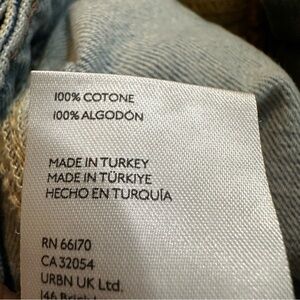 100% COTONE
100% ALGODÓN
MADE IN TURKEY
MADE IN TÜRKIYE
HECHO EN TURQUÍA
RN 66170
CA 32054
URBN UK Ltd.